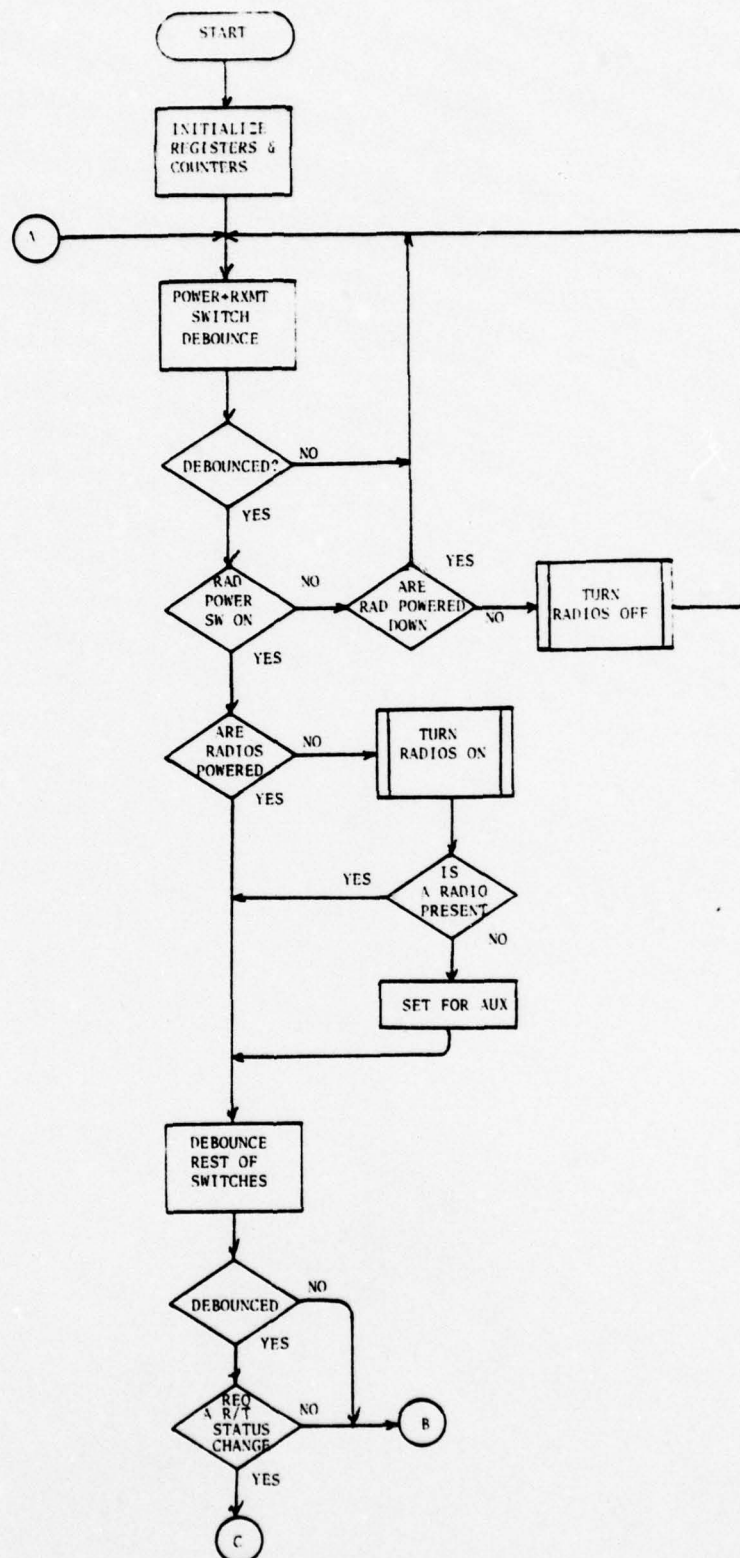 START
INITIALIZE
REGISTERS &
COUNTERS
A
POWER+RXMT
SWITCH
DEBOUNCE
DEBOUNCED?
NO
YES
RAD
POWER
SW ON
NO
YES
ARE
RAD POWERED
DOWN
YES
NO
TURN
RADIOS OFF
ARE
RADIOS
POWERED
NO
YES
TURN
RADIOS ON
IS
A RADIO
PRESENT
YES
NO
SET FOR AUX
DEBOUNCE
REST OF
SWITCHES
DEBOUNCED
NO
YES
REQ
A R/T
STATUS
CHANGE
NO
YES
B
C